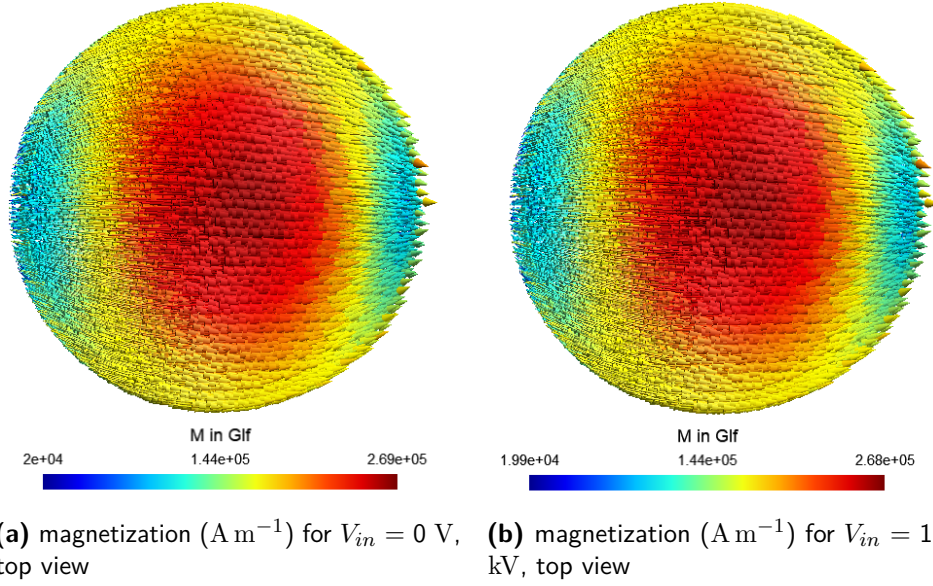 M in Glf
2e+04 1.44e+05 2.69e+05
M in Glf
1.99e+04 1.44e+05 2.68e+05
a) magnetization (A m⁻¹) for Vᵢₙ = 0 V,
top view
(b) magnetization (A m⁻¹) for Vᵢₙ = 1
kV, top view